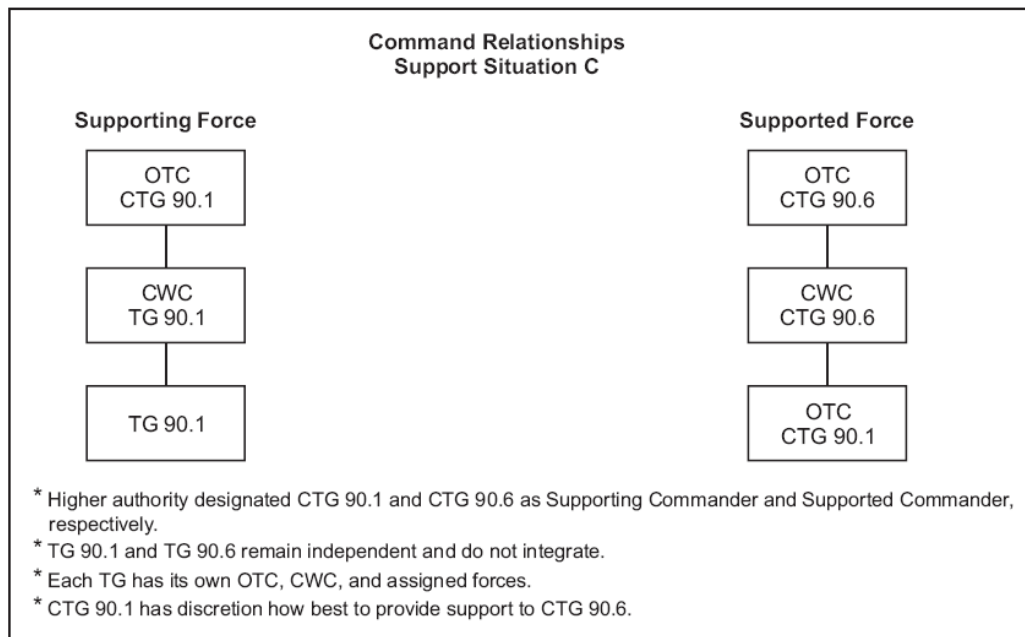 Command Relationships
Support Situation C
Supporting Force
Supported Force
OTC
CTG 90.1
OTC
CTG 90.6
CWC
TG 90.1
CWC
CTG 90.6
TG 90.1
OTC
CTG 90.1
* Higher authority designated CTG 90.1 and CTG 90.6 as Supporting Commander and Supported Commander,
respectively.
* TG 90.1 and TG 90.6 remain independent and do not integrate.
* Each TG has its own OTC, CWC, and assigned forces.
* CTG 90.1 has discretion how best to provide support to CTG 90.6.